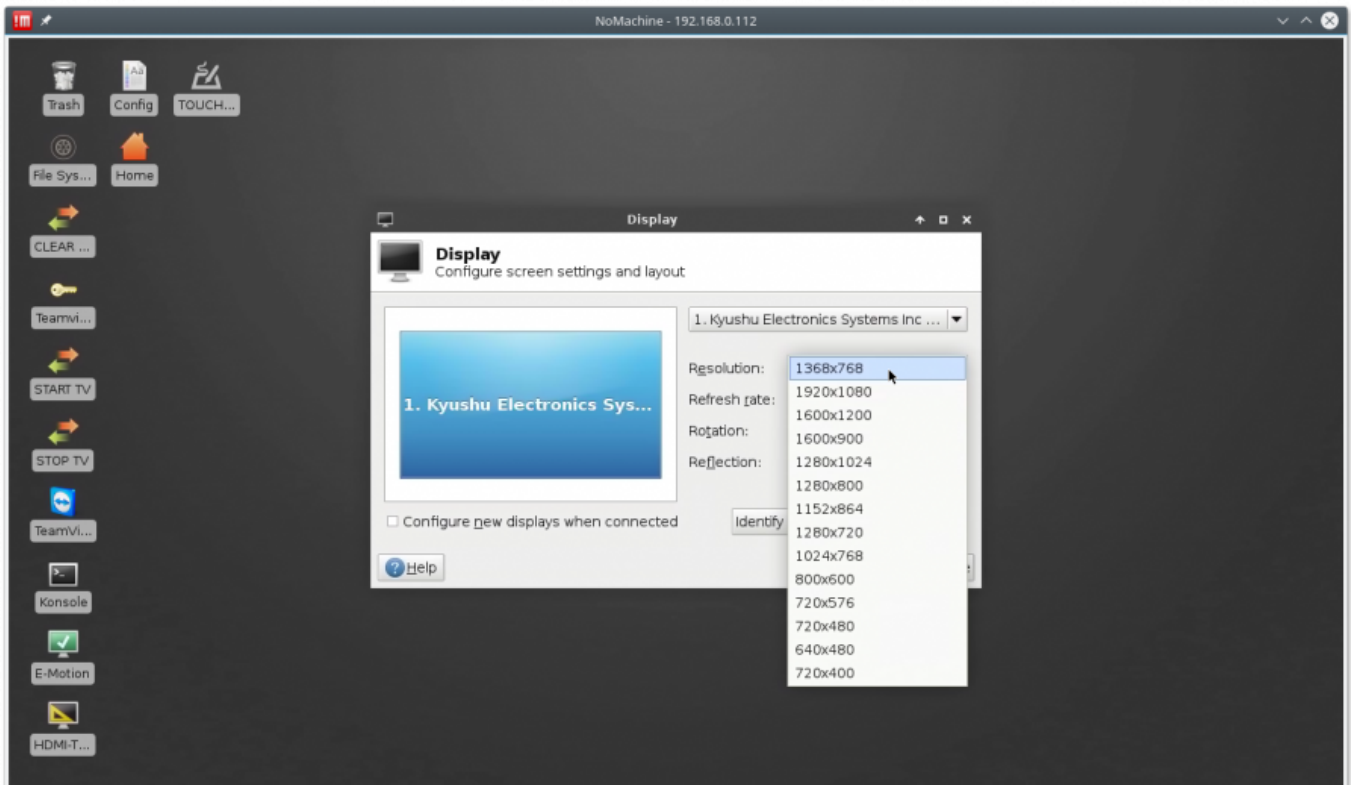 !m
NoMachine - 192.168.0.112
Trash
Config
TOUCH...
File Sys...
Home
CLEAR ...
Teamvi...
START TV
STOP TV
TeamVi...
Konsole
E-Motion
HDMI-T...
Display
Display
Configure screen settings and layout
1. Kyushu Electronics Sys...
1. Kyushu Electronics Systems Inc ...
Resolution:
Refresh rate:
Rotation:
Reflection:
1368x768
1920x1080
1600x1200
1600x900
1280x1024
1280x800
1152x864
1280x720
1024x768
800x600
720x576
720x480
640x480
720x400
Configure new displays when connected
Identify
Help